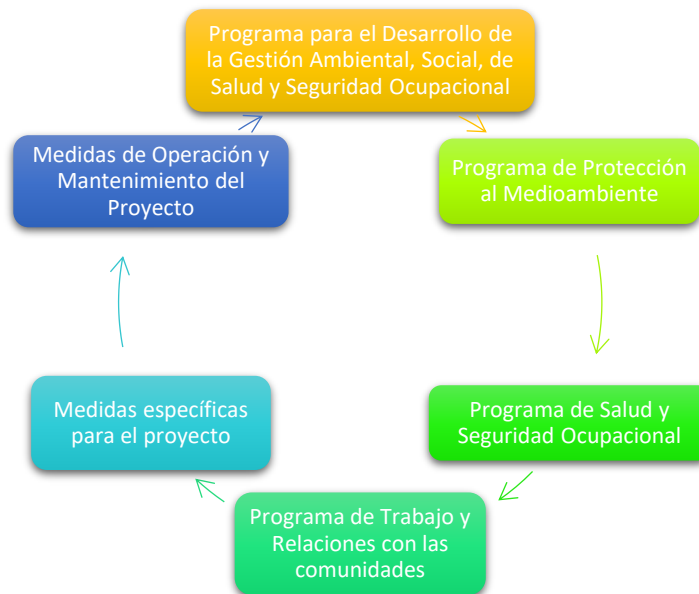 Programa para el Desarrollo de
la Gestión Ambiental, Social, de
Salud y Seguridad Ocupacional
Programa de Protección
al Medioambiente
Programa de Salud y
Seguridad Ocupacional
Programa de Trabajo y
Relaciones con las
comunidades
Medidas específicas
para el proyecto
Medidas de Operación y
Mantenimiento del
Proyecto